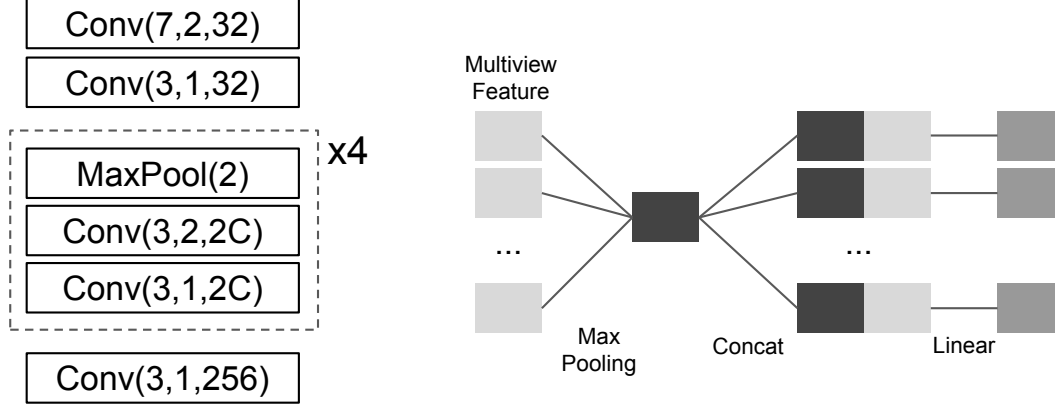 Conv(7,2,32)
Conv(3,1,32)
x4
MaxPool(2)
Conv(3,2,2C)
Conv(3,1,2C)
Conv(3,1,256)
Multiview
Feature
...
...
Max
Pooling
Concat
Linear